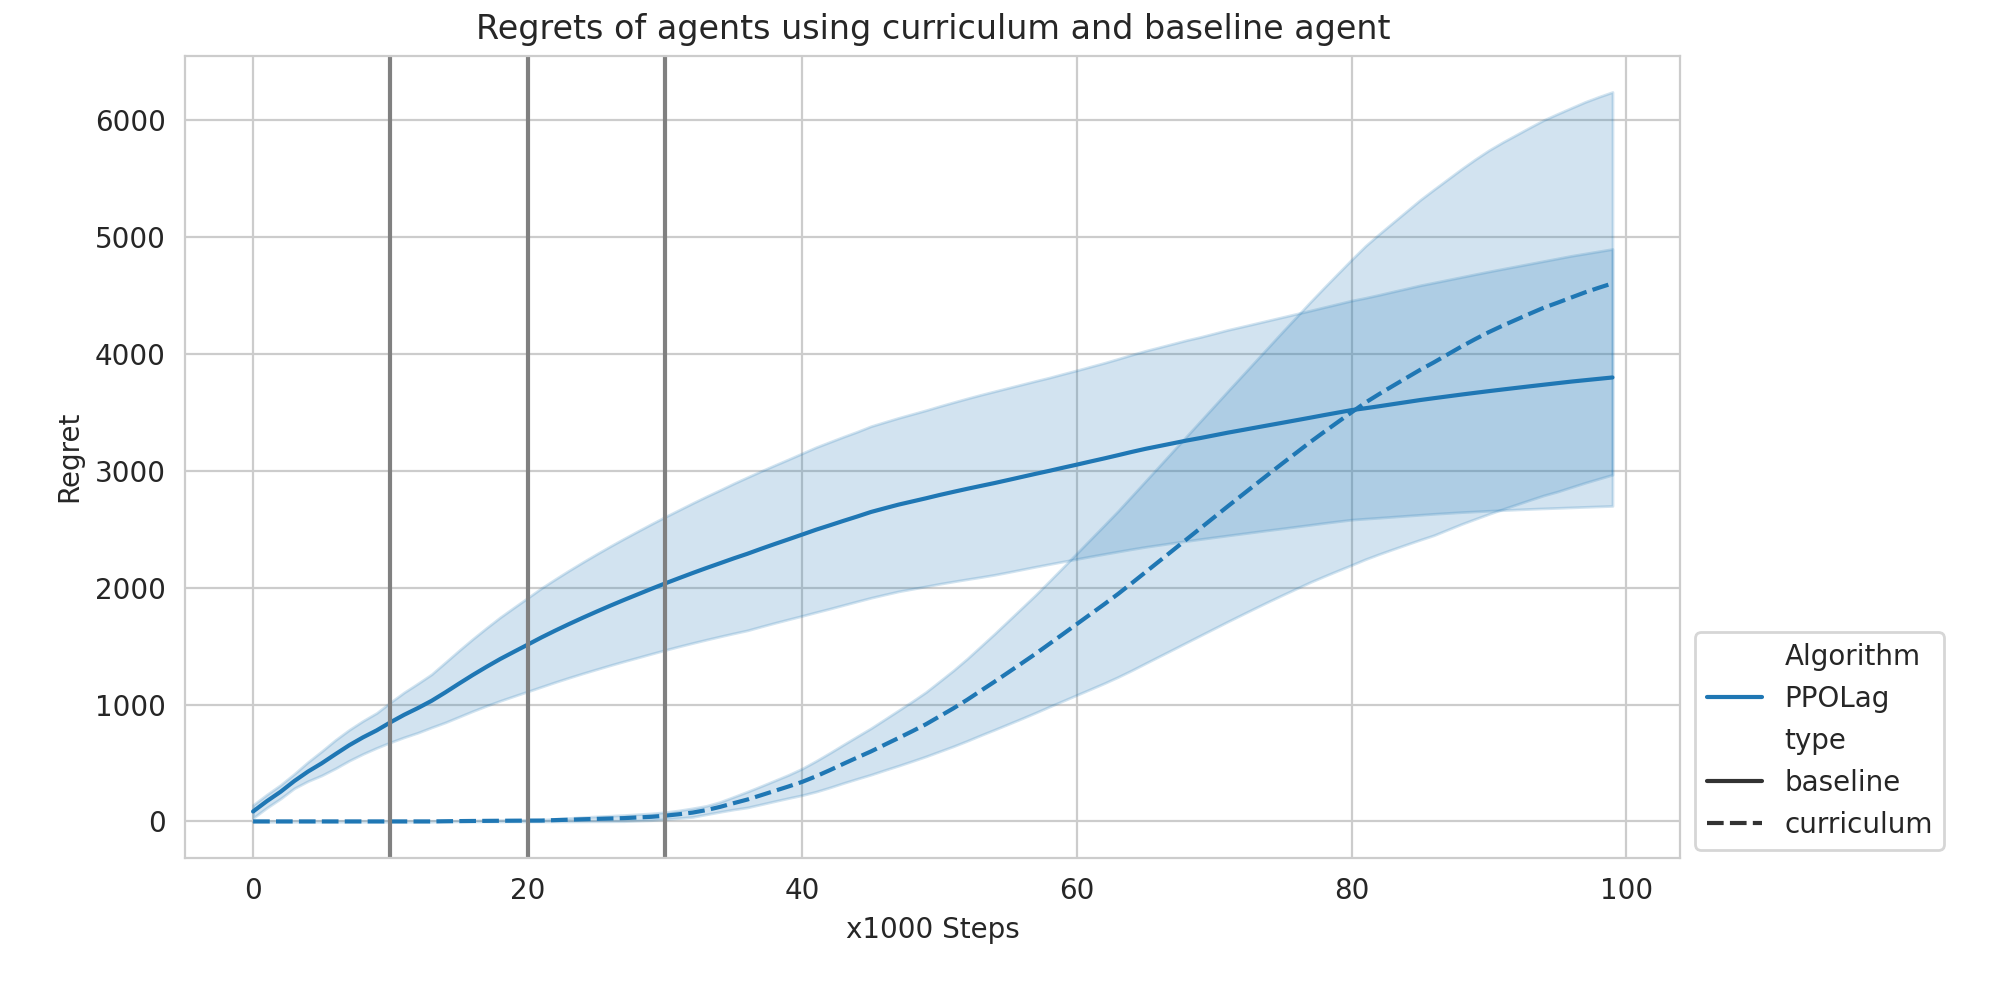 Regrets of agents using curriculum and baseline agent
6000
5000
4000
3000
2000
1000
0
Regret
0 20 40 60 80 100
x1000 Steps
Algorithm
PPOLag
type
baseline
curriculum